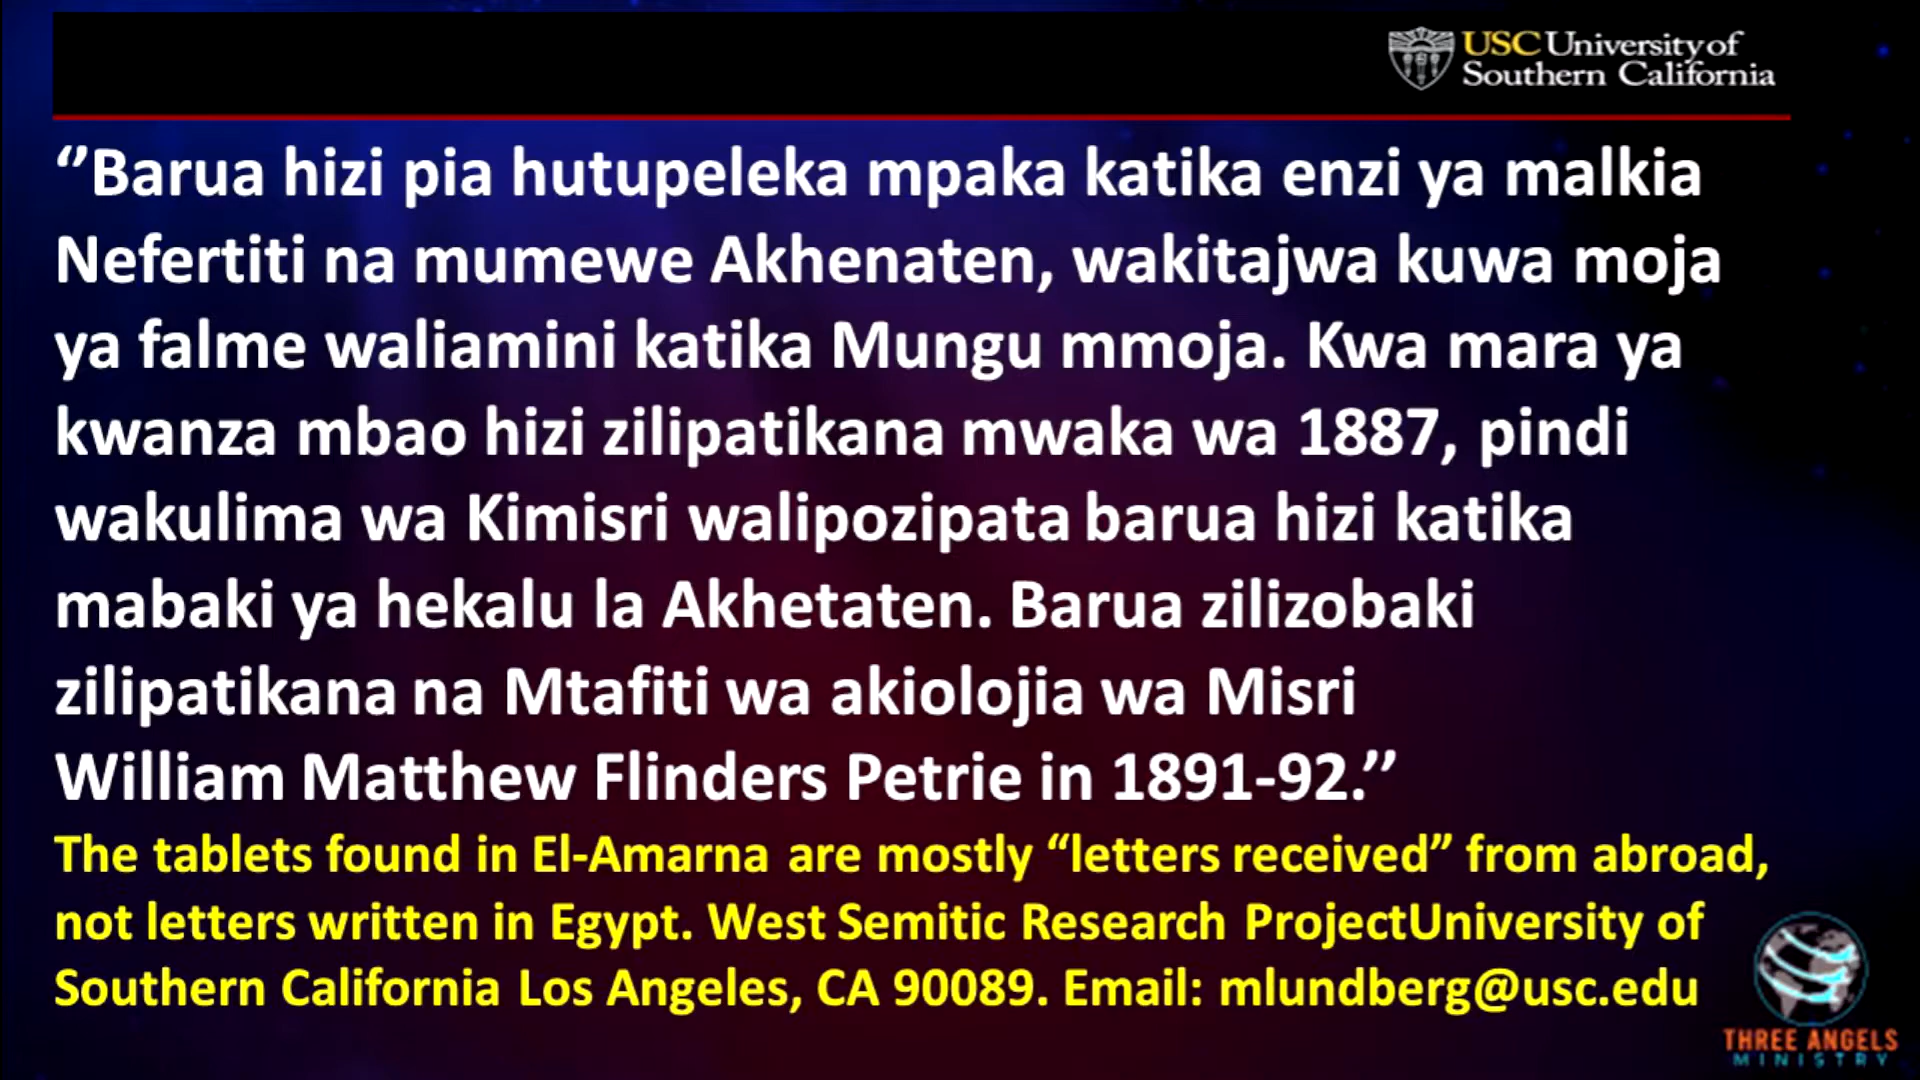 USC University of
Southern California
‘’Barua hizi pia hutupeleka mpaka katika enzi ya malkia
Nefertiti na mumewe Akhenaten, wakitajwa kuwa moja
ya falme waliamini katika Mungu mmoja. Kwa mara ya
kwanza mbao hizi zilipatikana mwaka wa 1887, pindi
wakulima wa Kimisri walipozipata barua hizi katika
mabaki ya hekalu la Akhetaten. Barua zilizobaki
zilipatikana na Mtafiti wa akiolojia wa Misri
William Matthew Flinders Petrie in 1891-92.’’
The tablets found in El-Amarna are mostly “letters received” from abroad,
not letters written in Egypt. West Semitic Research ProjectUniversity of
Southern California Los Angeles, CA 90089. Email: mlundberg@usc.edu
THREE ANGELS
MINISTRY